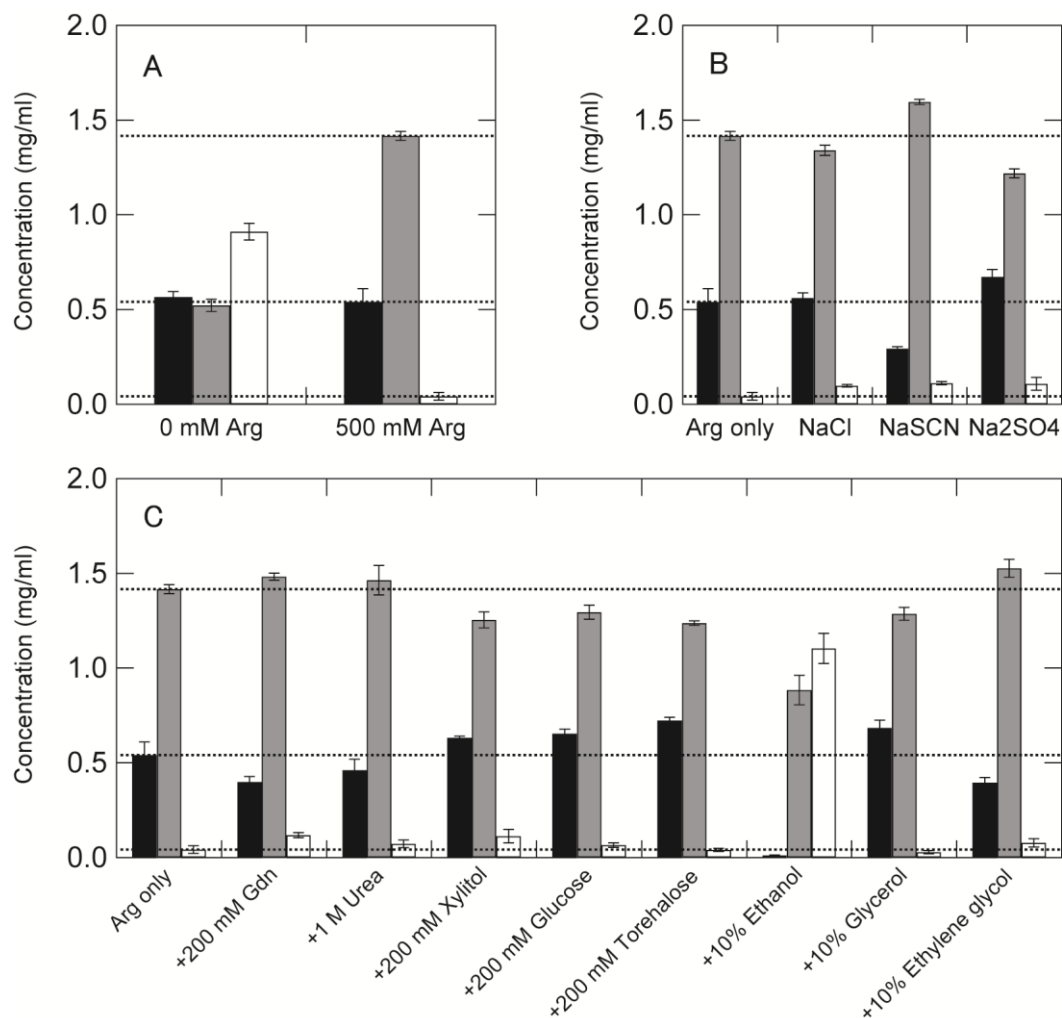 A
Concentration (mg/ml)
2.0
1.5
1.0
0.5
0.0
0 mM Arg 500 mM Arg
B
Concentration (mg/ml)
2.0
1.5
1.0
0.5
0.0
Arg only NaCl NaSCN Na2SO4
C
Concentration (mg/ml)
2.0
1.5
1.0
0.5
0.0
Arg only
+200 mM Gdn
+1 M Urea
+200 mM Xylitol
+200 mM Glucose
+200 mM Torehalose
+10% Ethanol
+10% Glycerol
+10% Ethylene glycol